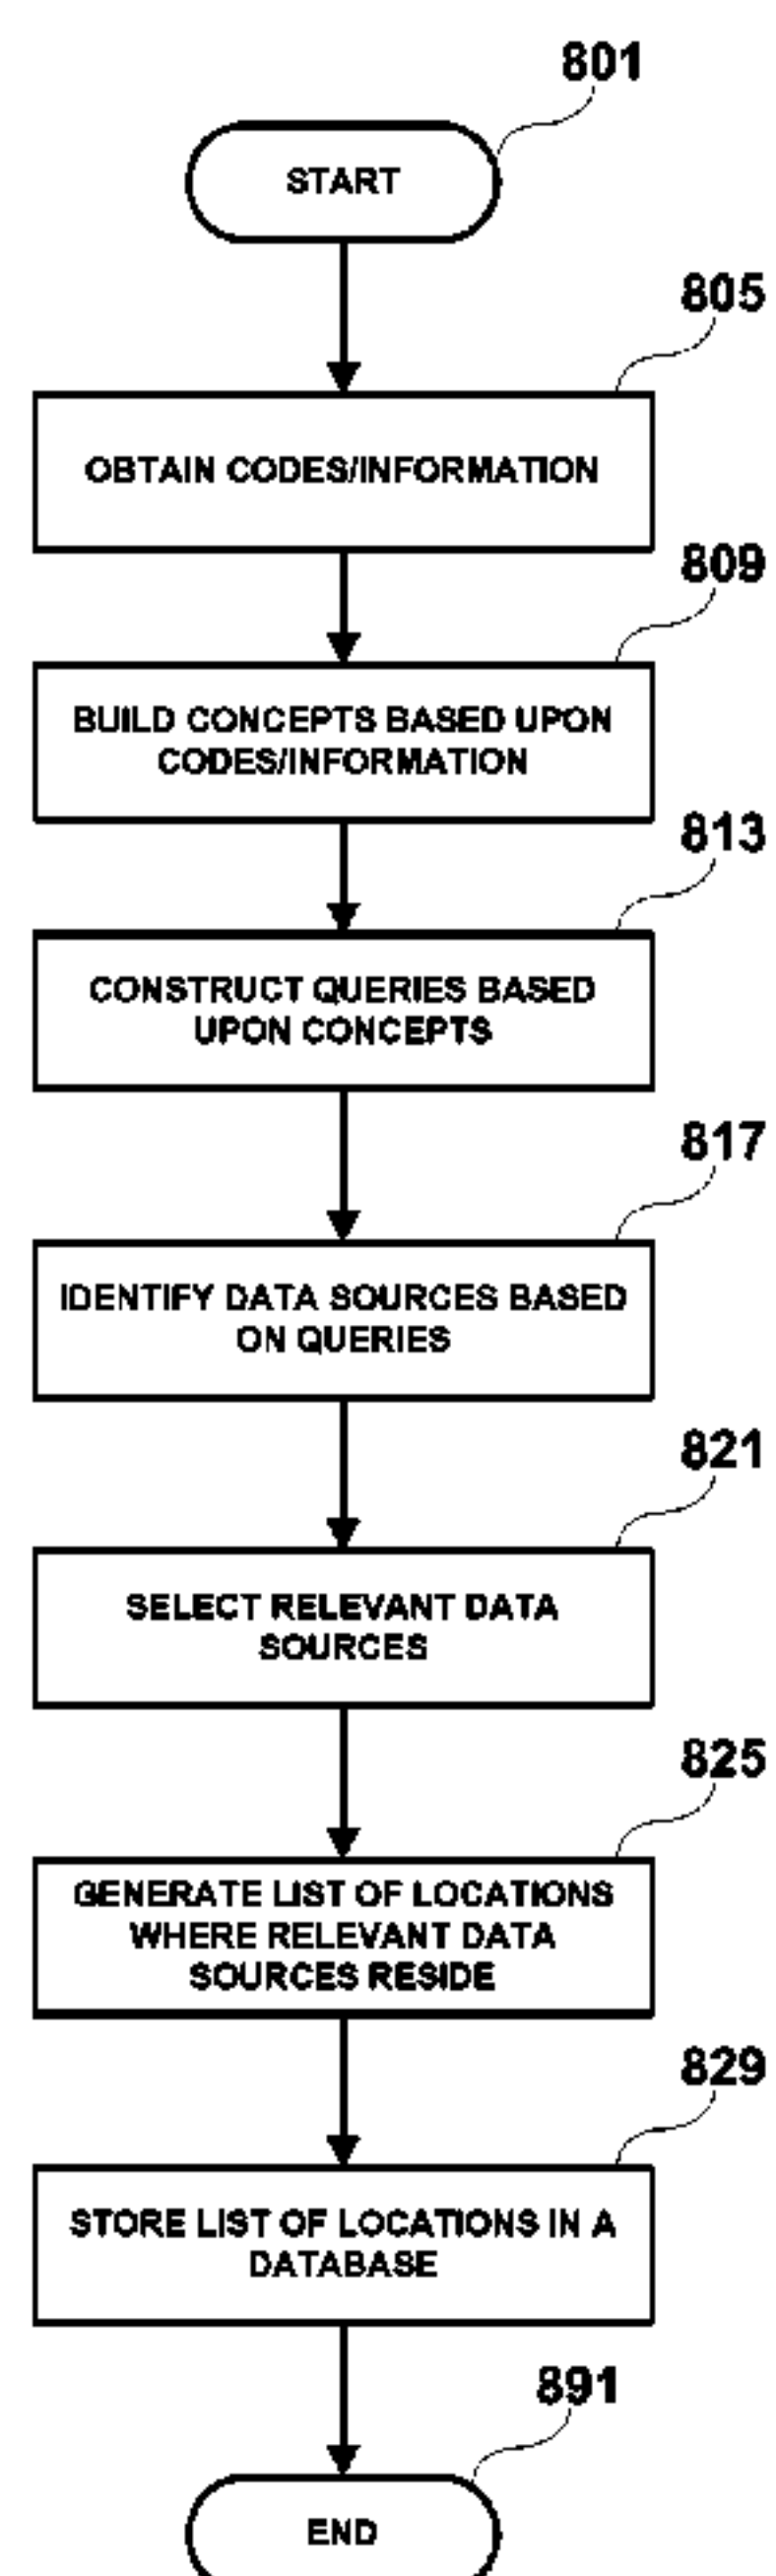 801
START
805
OBTAIN CODES/INFORMATION
809
BUILD CONCEPTS BASED UPON
CODES/INFORMATION
813
CONSTRUCT QUERIES BASED
UPON CONCEPTS
817
IDENTIFY DATA SOURCES BASED
ON QUERIES
821
SELECT RELEVANT DATA
SOURCES
825
GENERATE LIST OF LOCATIONS
WHERE RELEVANT DATA
SOURCES RESIDE
829
STORE LIST OF LOCATIONS IN A
DATABASE
891
END